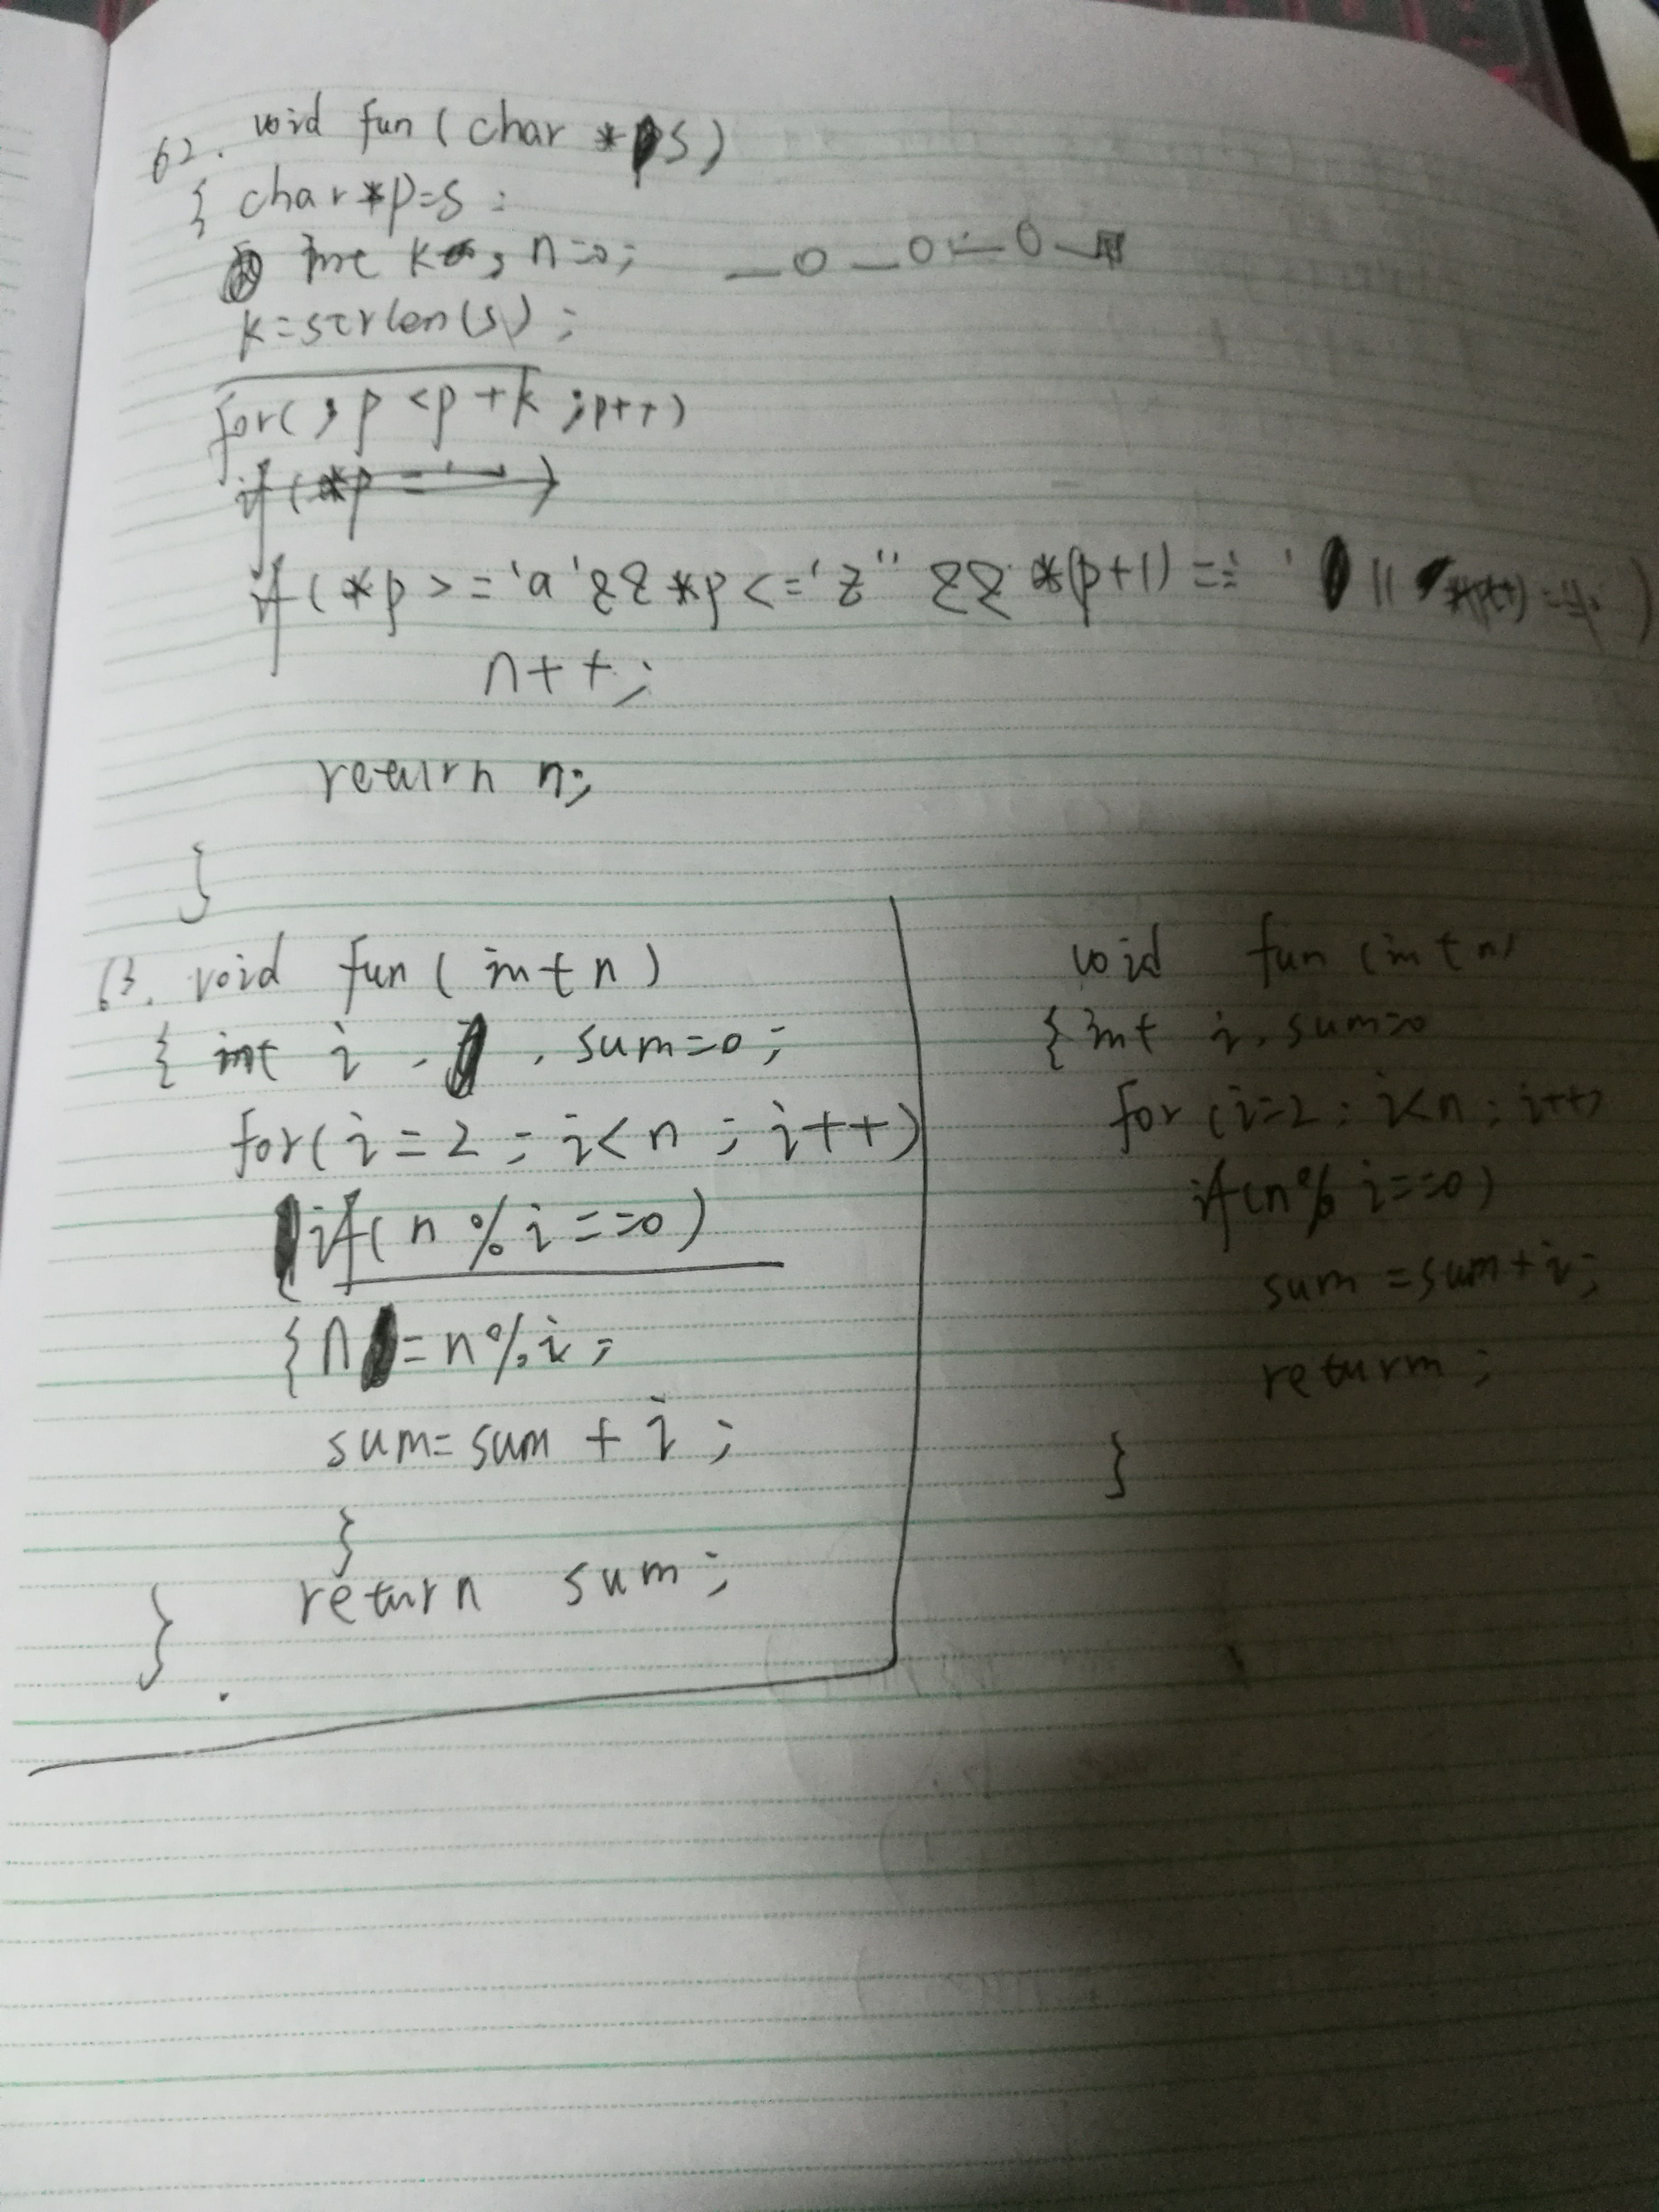 62. void fun (char *s)
{ char *p=s;
int k, n=0;
k=strlen(s);
for( ; p<p+k ;p++)
if (*p>='a'&&*p<='z'' && *(p+1)==' ' || )
n++;
return n;
}
63. void fun ( int n )
{ int i , , sum=0;
for( i = 2 ; i<n ; i++)
if( n % i ==0 )
{ n = n%i ;
sum= sum + i ;
}
return sum ;
}
void fun (int n)
{ int i, sum=0
for (i=2 ; i<n ; i++)
if(n% i==0)
sum =sum+i;
return ;
}